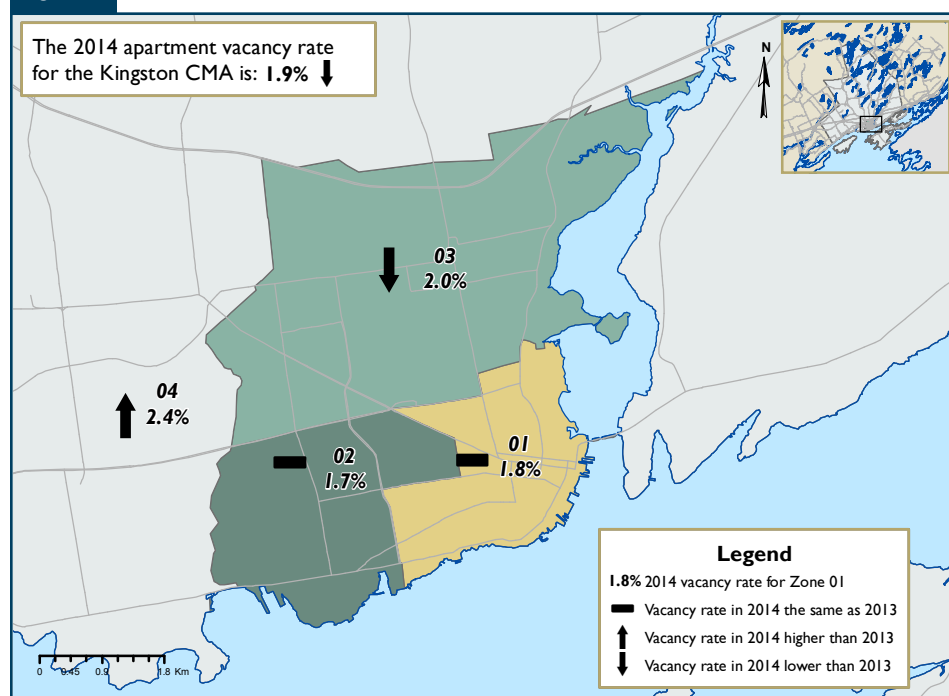 The 2014 apartment vacancy rate
for the Kingston CMA is: 1.9%
N
03
2.0%
04
2.4%
02
1.7%
01
1.8%
Legend
1.8% 2014 vacancy rate for Zone 01
Vacancy rate in 2014 the same as 2013
Vacancy rate in 2014 higher than 2013
Vacancy rate in 2014 lower than 2013
0 0.45 0.9 1.8 Km